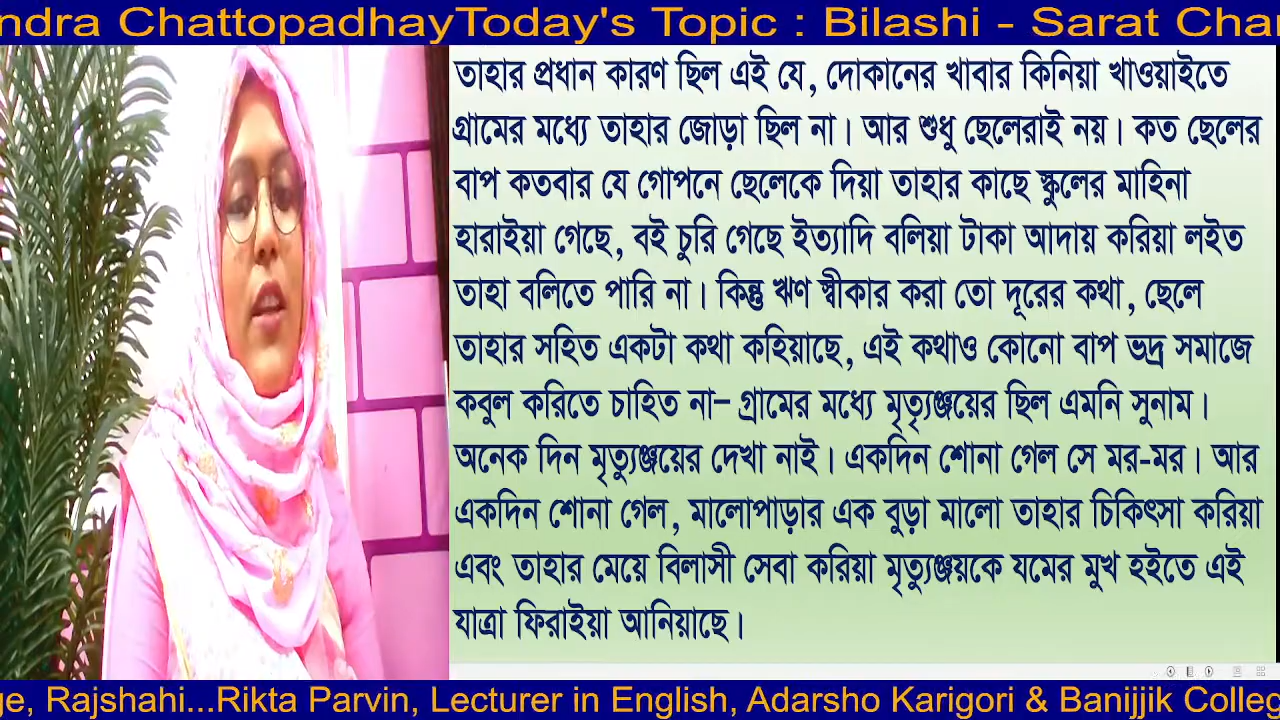 ndra ChattopadhayToday's Topic : Bilashi - Sarat Chan
তাহার প্রধান কারণ ছিল এই যে, দোকানের খাবার কিনিয়া খাওয়াইতে
গ্রামের মধ্যে তাহার জোড়া ছিল না। আর শুধু ছেলেরাই নয়। কত ছেলের
বাপ কতবার যে গোপনে ছেলেকে দিয়া তাহার কাছে স্কুলের মাহিনা
হারাইয়া গেছে, বই চুরি গেছে ইত্যাদি বলিয়া টাকা আদায় করিয়া লইত
তাহা বলিতে পারি না। কিন্তু ঋণ স্বীকার করা তো দূরের কথা, ছেলে
তাহার সহিত একটা কথা কহিয়াছে, এই কথাও কোনো বাপ ভদ্র সমাজে
কবুল করিতে চাহিত না– গ্রামের মধ্যে মৃত্যুঞ্জয়ের ছিল এমনি সুনাম।
অনেক দিন মৃত্যুঞ্জয়ের দেখা নাই। একদিন শোনা গেল সে মর-মর। আর
একদিন শোনা গেল, মালোপাড়ার এক বুড়া মালো তাহার চিকিৎসা করিয়া
এবং তাহার মেয়ে বিলাসী সেবা করিয়া মৃত্যুঞ্জয়কে যমের মুখ হইতে এই
যাত্রা ফিরাইয়া আনিয়াছে।
ge, Rajshahi...Rikta Parvin, Lecturer in English, Adarsho Karigori & Banijjik Colleg